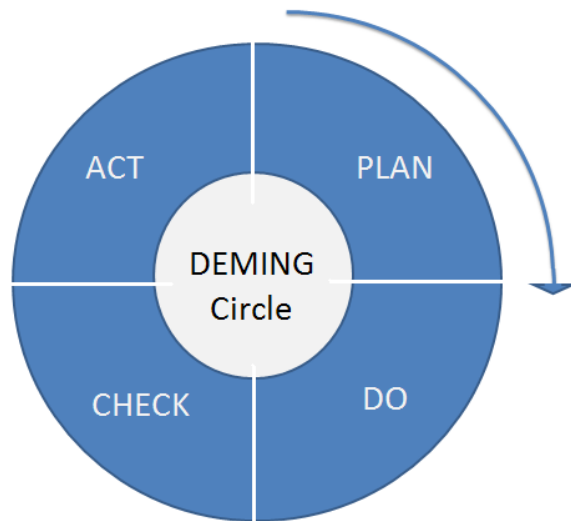 ACT
PLAN
DEMING
Circle
CHECK
DO